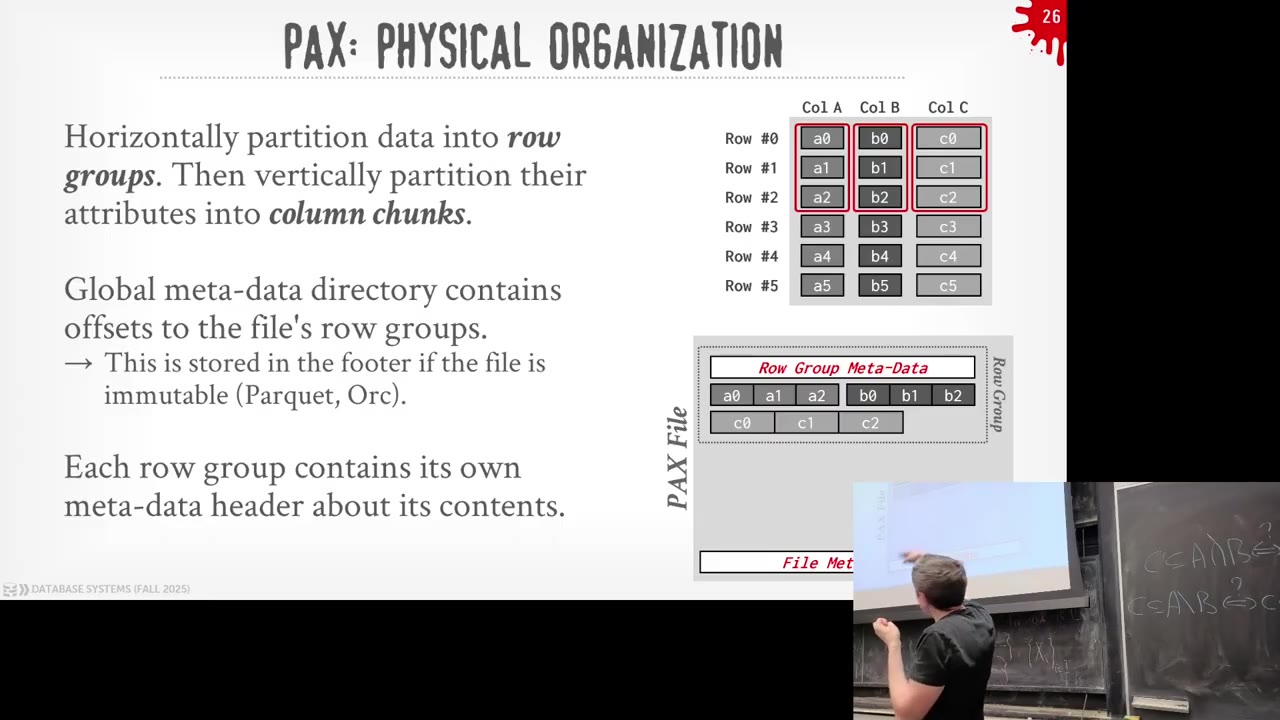 26
PAX: PHYSICAL ORGANIZATION
Horizontally partition data into row
groups. Then vertically partition their
attributes into column chunks.
Global meta-data directory contains
offsets to the file's row groups.
→ This is stored in the footer if the file is
immutable (Parquet, Orc).
Each row group contains its own
meta-data header about its contents.
Col A Col B Col C
Row #0 a0 b0 c0
Row #1 a1 b1 c1
Row #2 a2 b2 c2
Row #3 a3 b3 c3
Row #4 a4 b4 c4
Row #5 a5 b5 c5
PAX File
Row Group Meta-Data
a0 a1 a2 b0 b1 b2
c0 c1 c2
Row Group
File Met
DATABASE SYSTEMS (FALL 2025)
PAX File
C⊆A∩B ⇔ ?
C⊆A\B ⇔ ? C